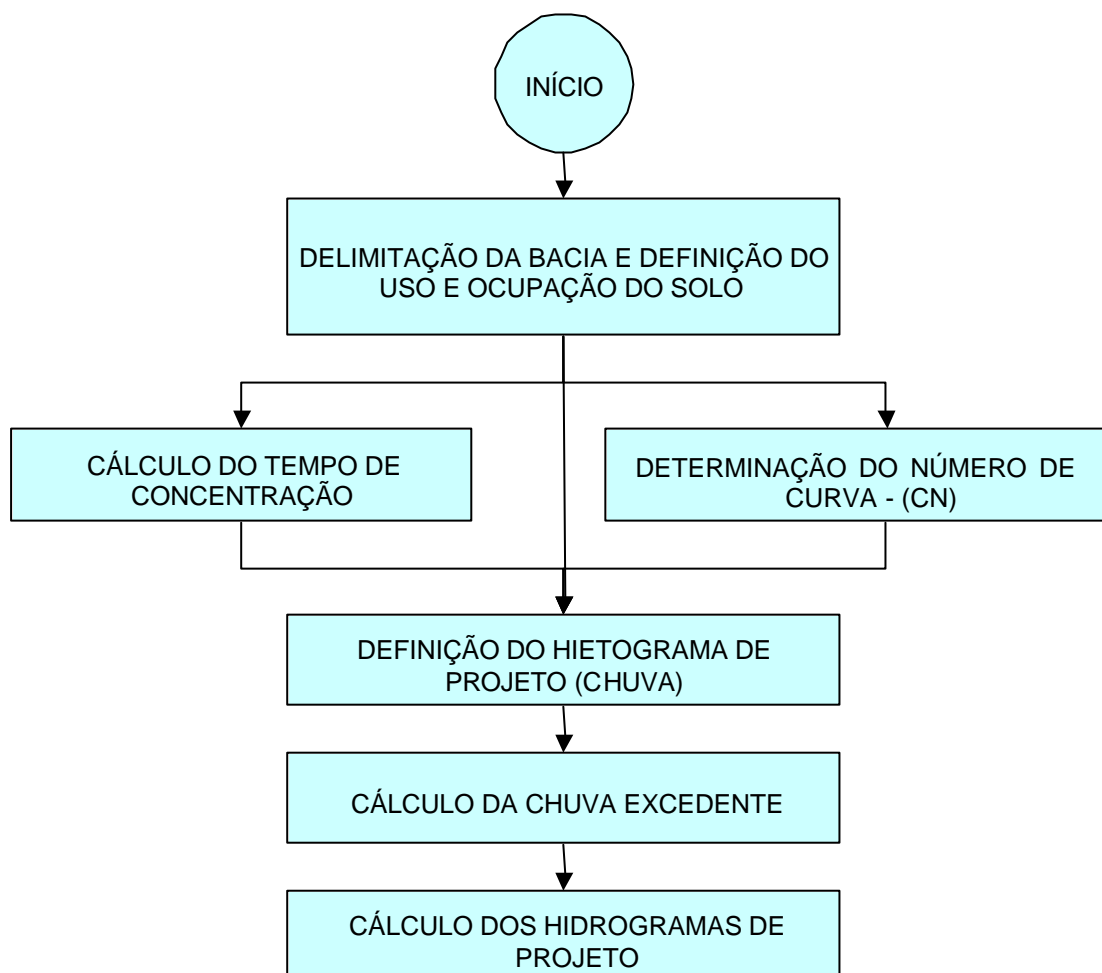 INÍCIO
DELIMITAÇÃO DA BACIA E DEFINIÇÃO DO
USO E OCUPAÇÃO DO SOLO
CÁLCULO DO TEMPO DE
CONCENTRAÇÃO
DETERMINAÇÃO DO NÚMERO DE
CURVA - (CN)
DEFINIÇÃO DO HIETOGRAMA DE
PROJETO (CHUVA)
CÁLCULO DA CHUVA EXCEDENTE
CÁLCULO DOS HIDROGRAMAS DE
PROJETO